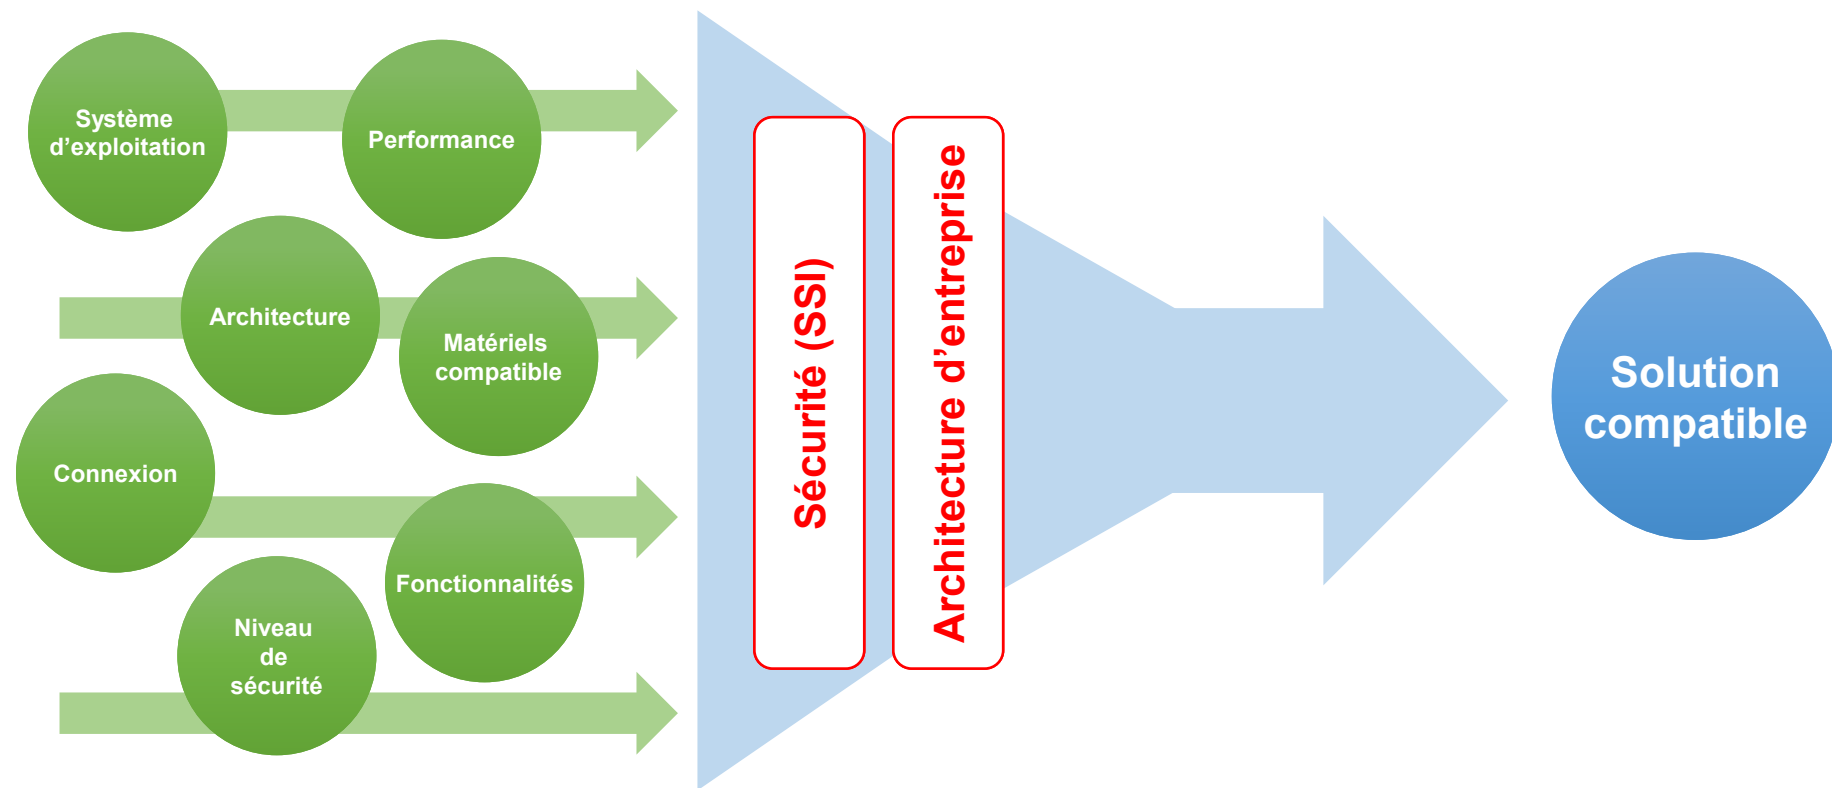 Système
d’exploitation
Performance
Architecture
Matériels
compatible
Connexion
Fonctionnalités
Niveau
de
sécurité
Sécurité (SSI)
Architecture d’entreprise
Solution
compatible